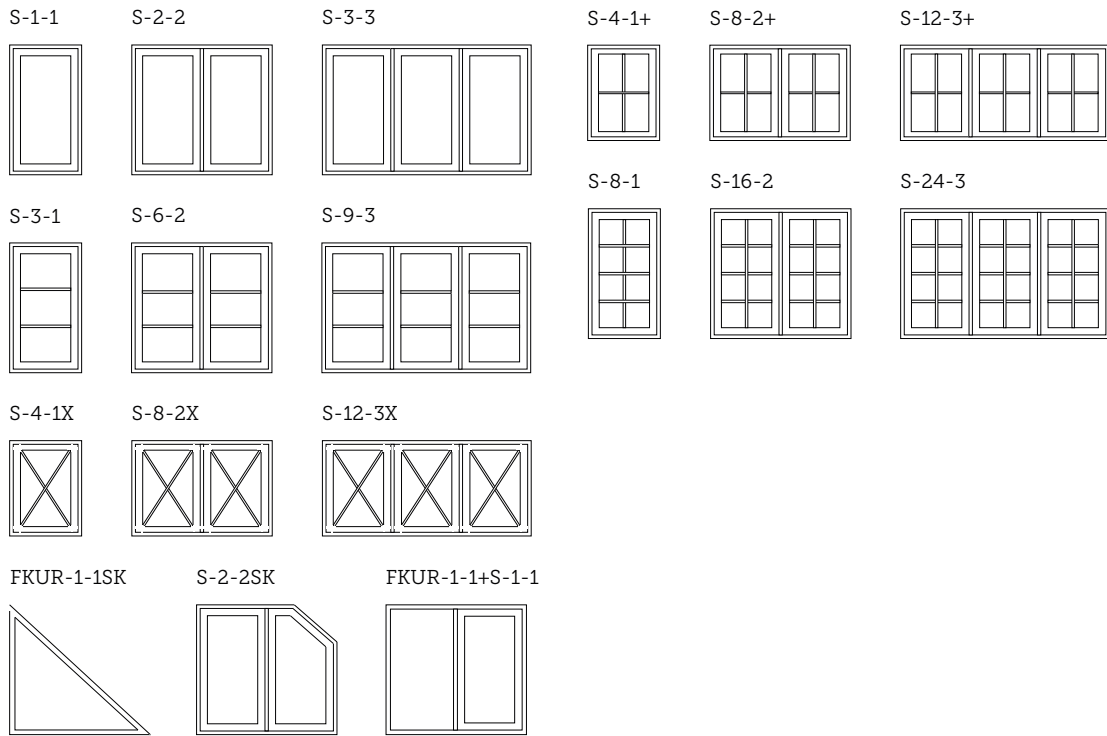 S-1-1 S-2-2 S-3-3 S-4-1+ S-8-2+ S-12-3+
S-8-1 S-16-2 S-24-3
S-3-1 S-6-2 S-9-3
S-4-1X S-8-2X S-12-3X
FKUR-1-1SK S-2-2SK FKUR-1-1+S-1-1